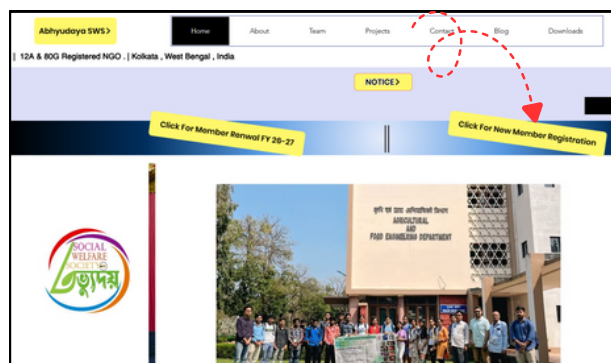 Abhyudaya SWS >
Home About Team Projects Contact Blog Downloads
| 12A & 80G Registered NGO . | Kolkata , West Bengal , India
NOTICE >
Click For Member Renwal FY 26-27
Click For New Member Registration
SOCIAL
WELFARE
SOCIETY
অভ্যুদয়
कृषि एवं खाद्य अभियांत्रिकी विभाग
AGRICULTURAL
AND
FOOD ENGINEERING DEPARTMENT